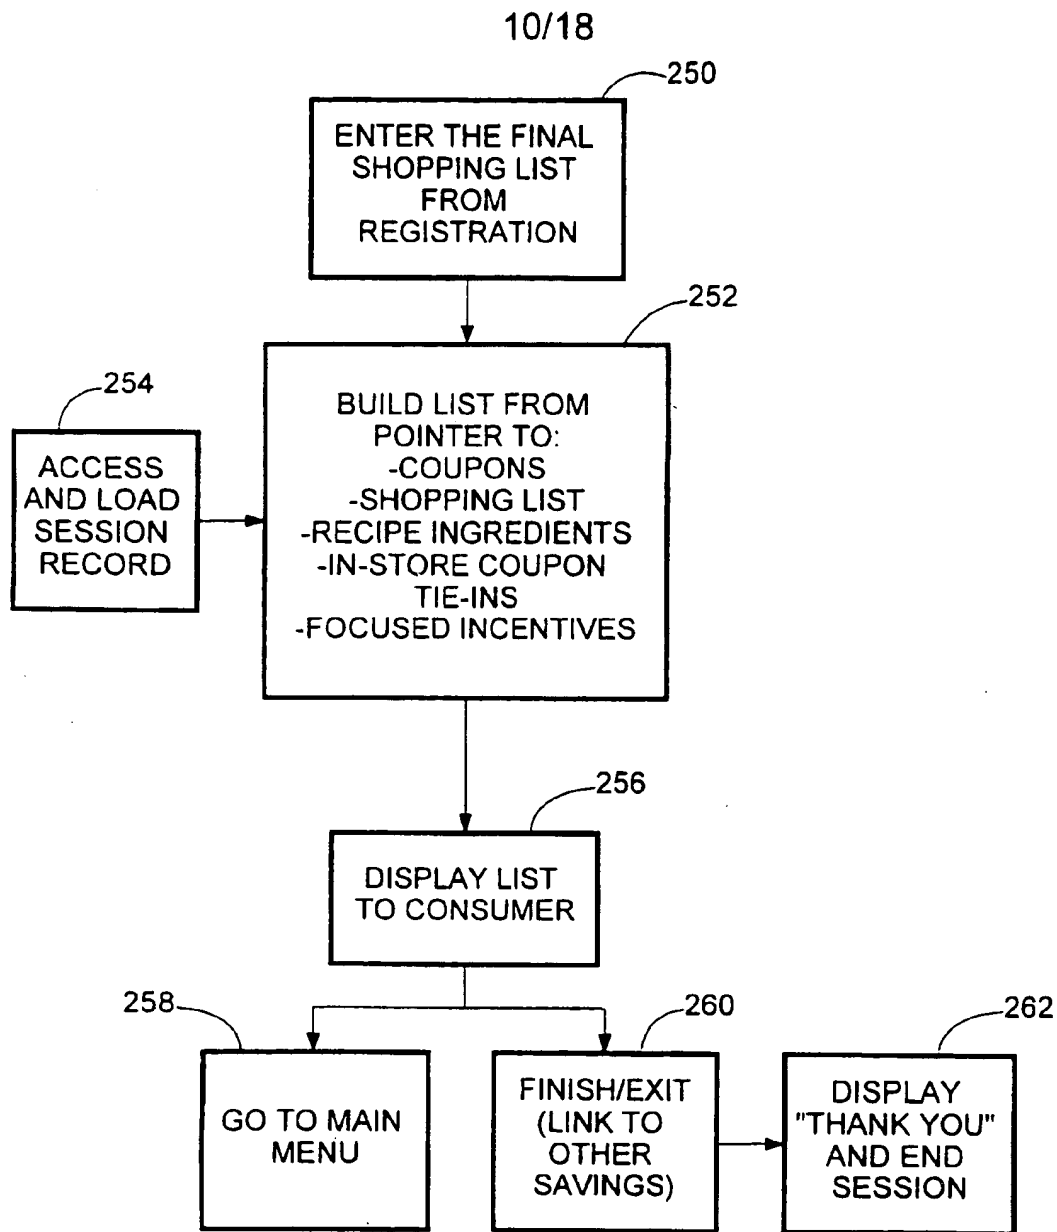 10/18
250
ENTER THE FINAL
SHOPPING LIST
FROM
REGISTRATION
252
BUILD LIST FROM
POINTER TO:
-COUPONS
-SHOPPING LIST
-RECIPE INGREDIENTS
-IN-STORE COUPON
TIE-INS
-FOCUSED INCENTIVES
254
ACCESS
AND LOAD
SESSION
RECORD
256
DISPLAY LIST
TO CONSUMER
258
GO TO MAIN
MENU
260
FINISH/EXIT
(LINK TO
OTHER
SAVINGS)
262
DISPLAY
"THANK YOU"
AND END
SESSION